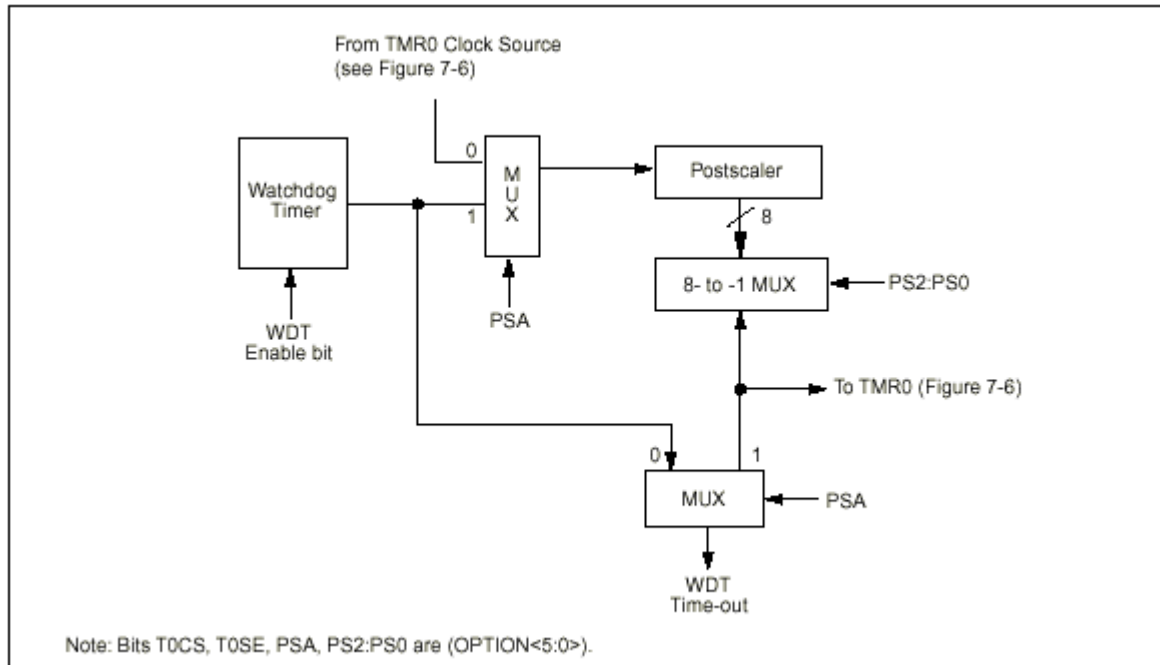 From TMR0 Clock Source
(see Figure 7-6)
0
M
U
X
Postscaler
Watchdog
Timer
1
8
8- to -1 MUX
PS2:PS0
PSA
WDT
Enable bit
To TMR0 (Figure 7-6)
0
1
MUX
PSA
WDT
Time-out
Note: Bits T0CS, T0SE, PSA, PS2:PS0 are (OPTION<5:0>).